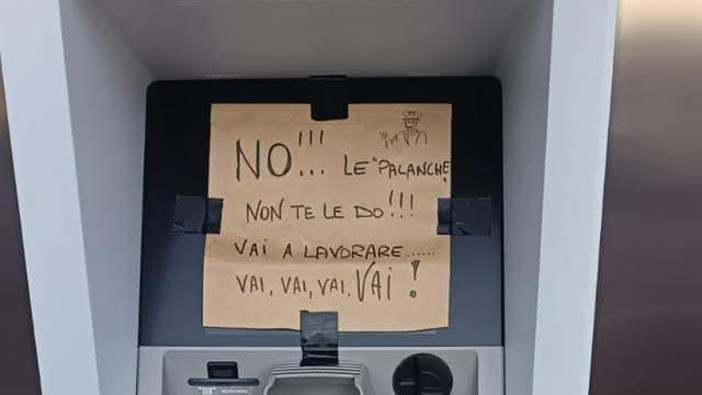 NO!!! LE "PALANCHE
NON TE LE DO!!!
VAI A LAVORARE......
VAI, VAI, VAI, VAI!